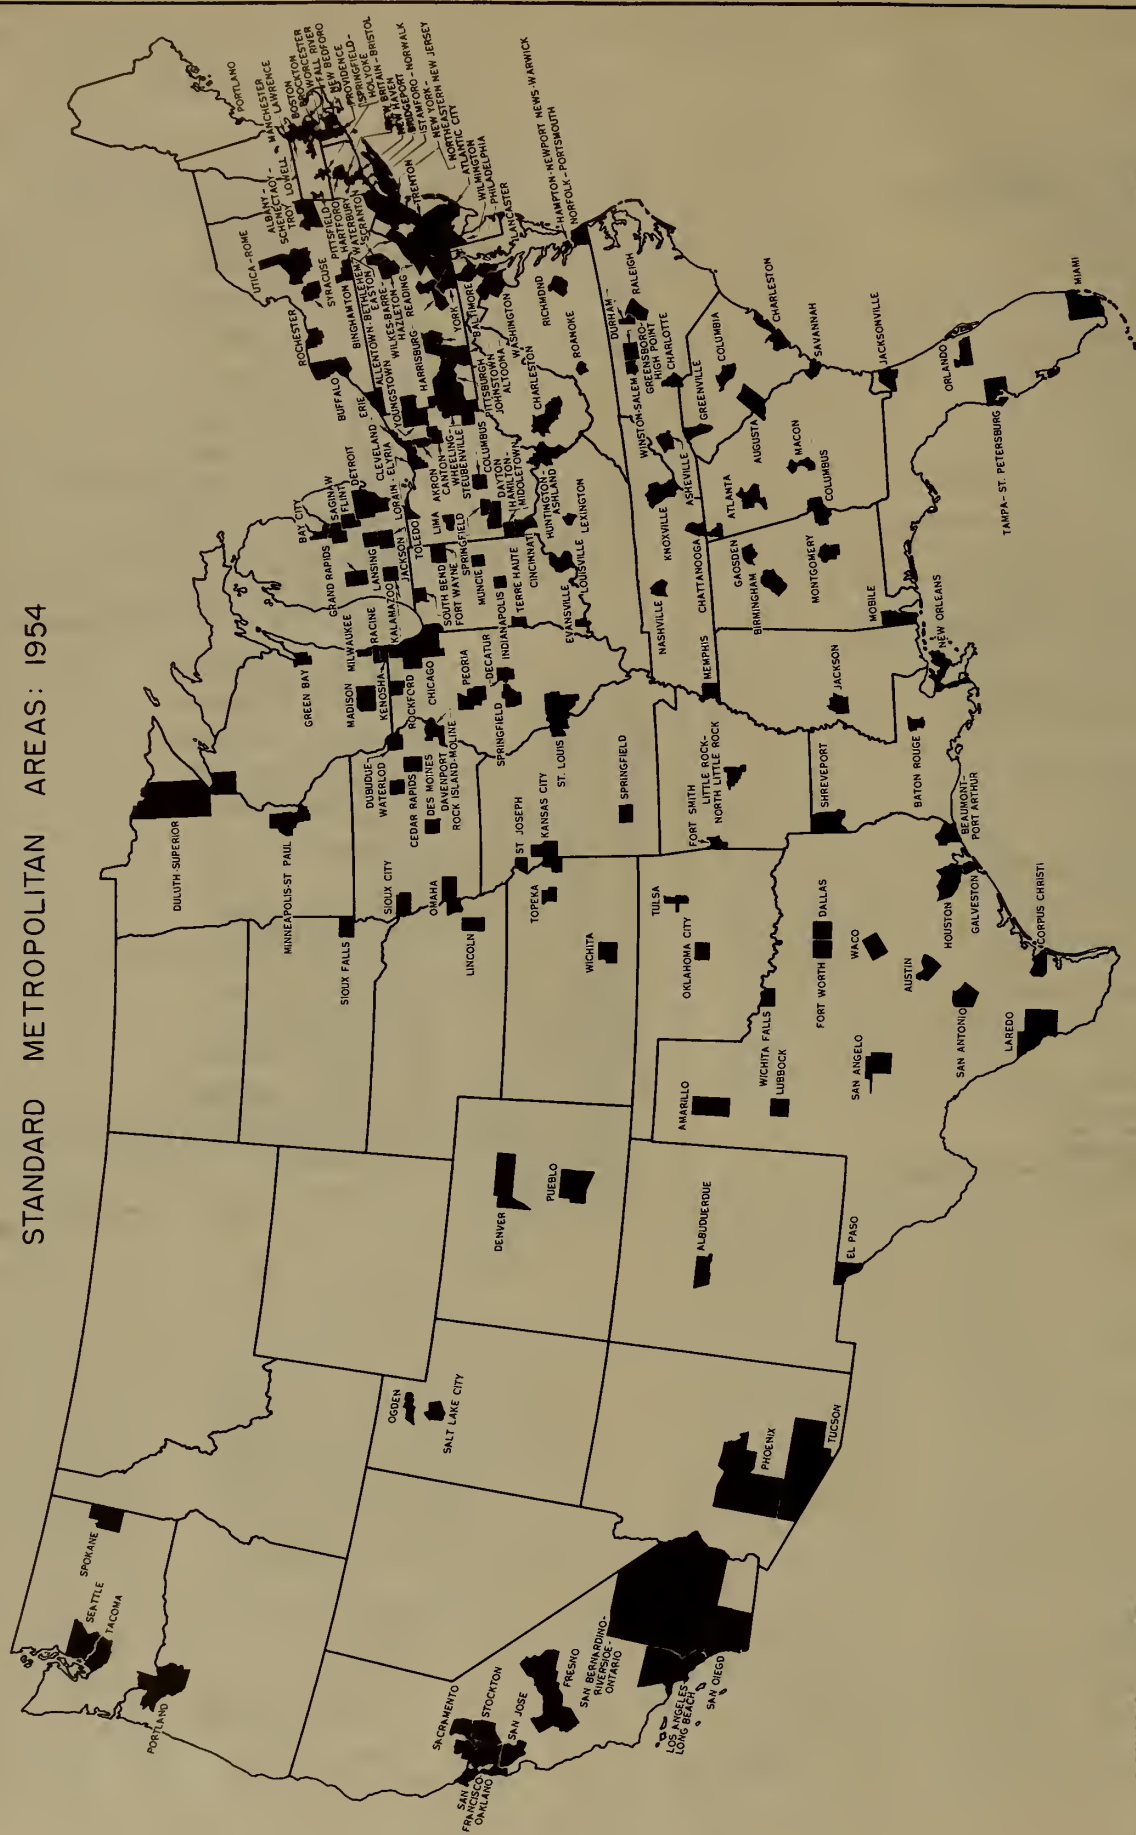 STANDARD METROPOLITAN AREAS: 1954
SPOKANE
SEATTLE
TACOMA
PORTLAND
SACRAMENTO
STOCKTON
SAN
FRANCISCO-
OAKLAND
SAN JOSE
FRESNO
SAN BERNARDINO-
RIVERSIDE-
ONTARIO
LOS ANGELES-
LONG BEACH
SAN DIEGO
OGDEN
SALT LAKE CITY
PHOENIX
TUCSON
DENVER
PUEBLO
ALBUDUERDUE
EL PASO
AMARILLO
LUBBOCK
WICHITA FALLS
SAN ANGELO
FORT WORTH
DALLAS
WACO
AUSTIN
SAN ANTONIO
LAREDO
CORPUS CHRISTI
HOUSTON
GALVESTON
BEAUMONT-
PORT ARTHUR
DULUTH-SUPERIOR
MINNEAPOLIS-ST PAUL
SIOUX FALLS
SIOUX CITY
OMAHA
LINCOLN
TOPEKA
WICHITA
TULSA
OKLAHOMA CITY
ST JOSEPH
KANSAS CITY
ST. LOUIS
SPRINGFIELD
FORT SMITH
LITTLE ROCK-
NORTH LITTLE ROCK
SHREVEPORT
BATON ROUGE
NEW ORLEANS
JACKSON
MEMPHIS
MOBILE
DUBUDUE
WATERLOD
CEDAR RAPIDS
DES MOINES
DAVENPORT
ROCK ISLAND-MOLINE
GREEN BAY
MADISON
MILWAUKEE
RACINE
KENOSHA
ROCKFORD
CHICAGO
PEORIA
DECATUR
SPRINGFIELD
KALAMAZOO
GRAND RAPIDS
LANSING
JACKSON
BAY CITY
SAGINAW
FLINT
DETROIT
TOLEDO
LORAIN-ELYRIA
CLEVELAND
AKRON
CANTON
LIMA
SPRINGFIELD
SOUTH BEND
FORT WAYNE
MUNCIE
INDIANAPOLIS
TERRE HAUTE
CINCINNATI
HAMILTON-
MIDDLETOWN
DAYTON
COLUMBUS
WHEELING-
STEUBENVILLE
HUNTINGTON-
ASHLAND
EVANSVILLE
LOUISVILLE
LEXINGTON
NASHVILLE
KNOXVILLE
CHATTANOOGA
GAOSDEN
BIRMINGHAM
MONTGOMERY
ATLANTA
AUGUSTA
MACON
COLUMBUS
SAVANNAH
JACKSONVILLE
ORLANDO
TAMPA-ST. PETERSBURG
MIAMI
CHARLESTON
COLUMBIA
GREENVILLE
ASHEVILLE
CHARLOTTE
GREENSBORO-
HIGH POINT
WINSTON-SALEM
DURHAM
RALEIGH
ROANOKE
RICHMOND
NORFOLK-PORTSMOUTH
HAMPTON-NEWPORT NEWS-WARWICK
CHARLESTON
WASHINGTON
BALTIMORE
PITTSBURGH
JOHNSTOWN
ALTOONA
YORK
HARRISBURG
READING
LANCASTER
YOUNGSTOWN
ERIE
BUFFALO
ROCHESTER
SYRACUSE
UTICA-ROME
ALBANY-
SCHENECTAOY-
TROY
BINGHAMTON
ALLENTOWN-BETHLEHEM-
EASTON
WILKES-BARRE-
HAZLETON
SCRANTON
WATERBURY
HARTFORD
PITTSFIELD
LOWELL
LAWRENCE
MANCHESTER
PORTLAND
BOSTON
BROCKTON
WORCESTER
FALL RIVER
NEW BEDFORD
PROVIDENCE
SPRINGFIELD-
HOLYOKE
NEW BRITAIN-BRISTOL
NEW HAVEN
BRIDGEPORT
STAMFORD-NORWALK
NEW YORK-
NORTHEASTERN NEW JERSEY
ATLANTIC CITY
TRENTON
WILMINGTON
PHILADELPHIA